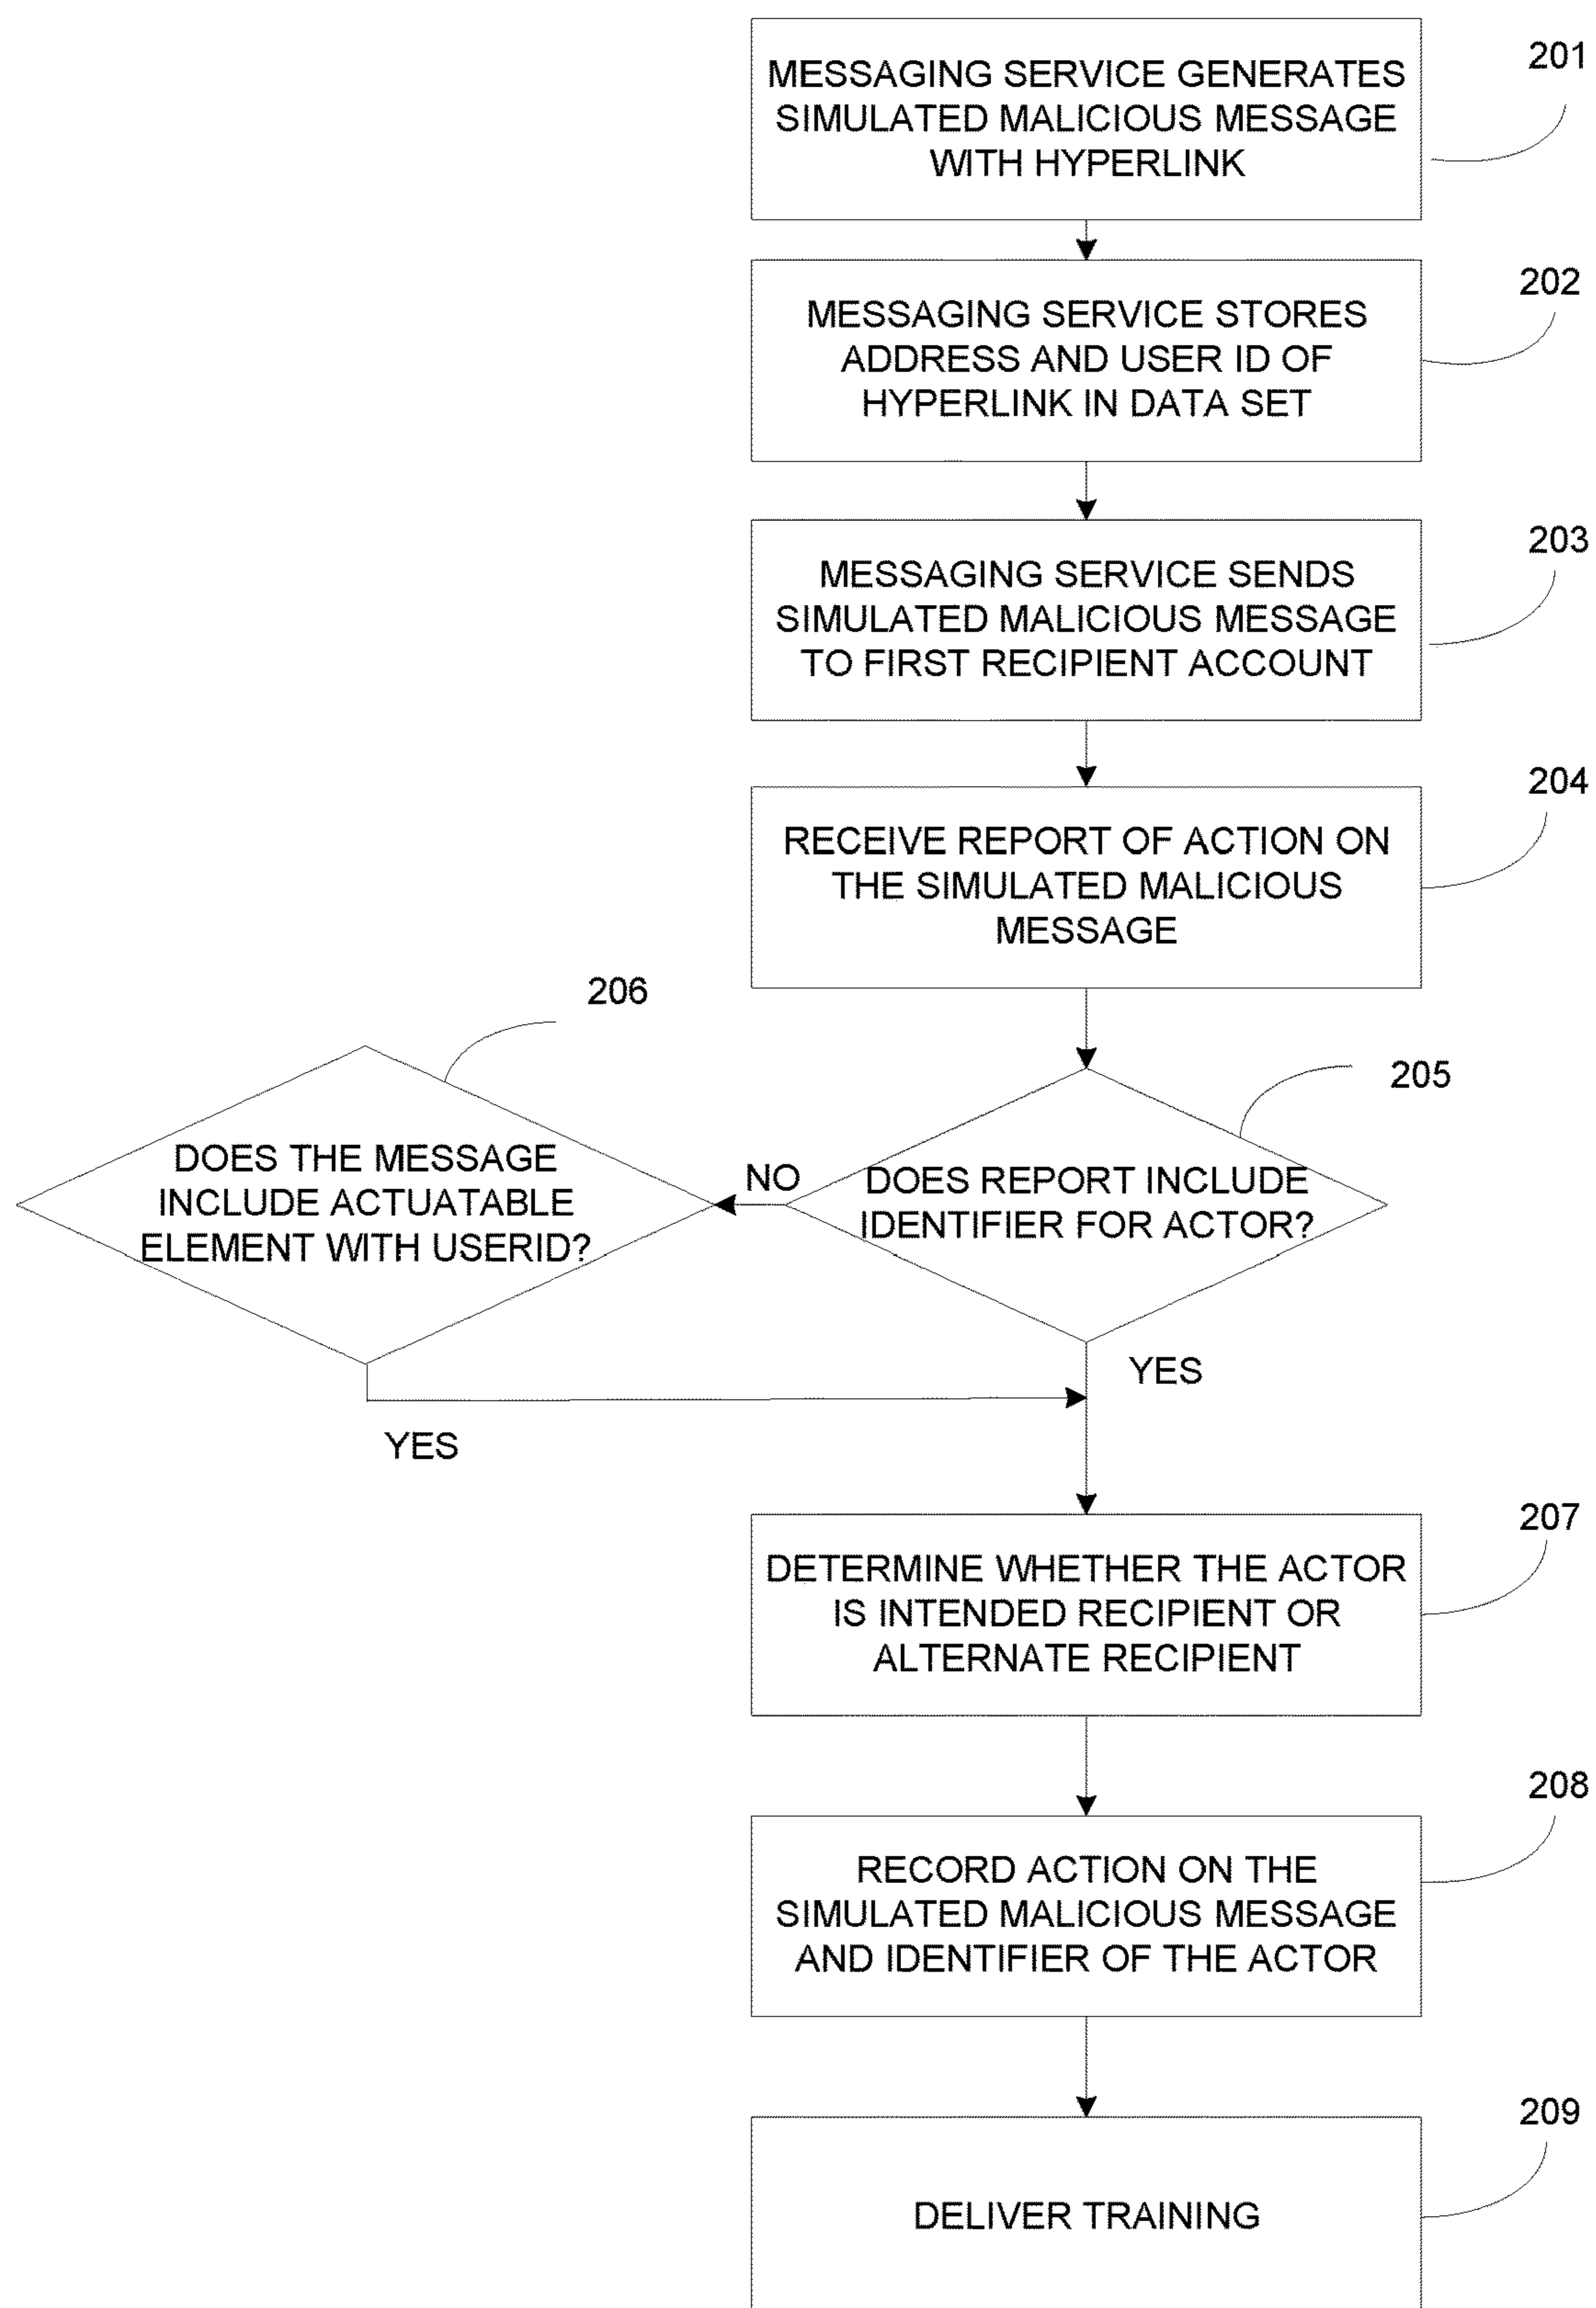 MESSAGING SERVICE GENERATES
SIMULATED MALICIOUS MESSAGE
WITH HYPERLINK
201
MESSAGING SERVICE STORES
ADDRESS AND USER ID OF
HYPERLINK IN DATA SET
202
MESSAGING SERVICE SENDS
SIMULATED MALICIOUS MESSAGE
TO FIRST RECIPIENT ACCOUNT
203
RECEIVE REPORT OF ACTION ON
THE SIMULATED MALICIOUS
MESSAGE
204
DOES REPORT INCLUDE
IDENTIFIER FOR ACTOR?
205
NO
DOES THE MESSAGE
INCLUDE ACTUATABLE
ELEMENT WITH USERID?
206
YES
YES
DETERMINE WHETHER THE ACTOR
IS INTENDED RECIPIENT OR
ALTERNATE RECIPIENT
207
RECORD ACTION ON THE
SIMULATED MALICIOUS MESSAGE
AND IDENTIFIER OF THE ACTOR
208
DELIVER TRAINING
209